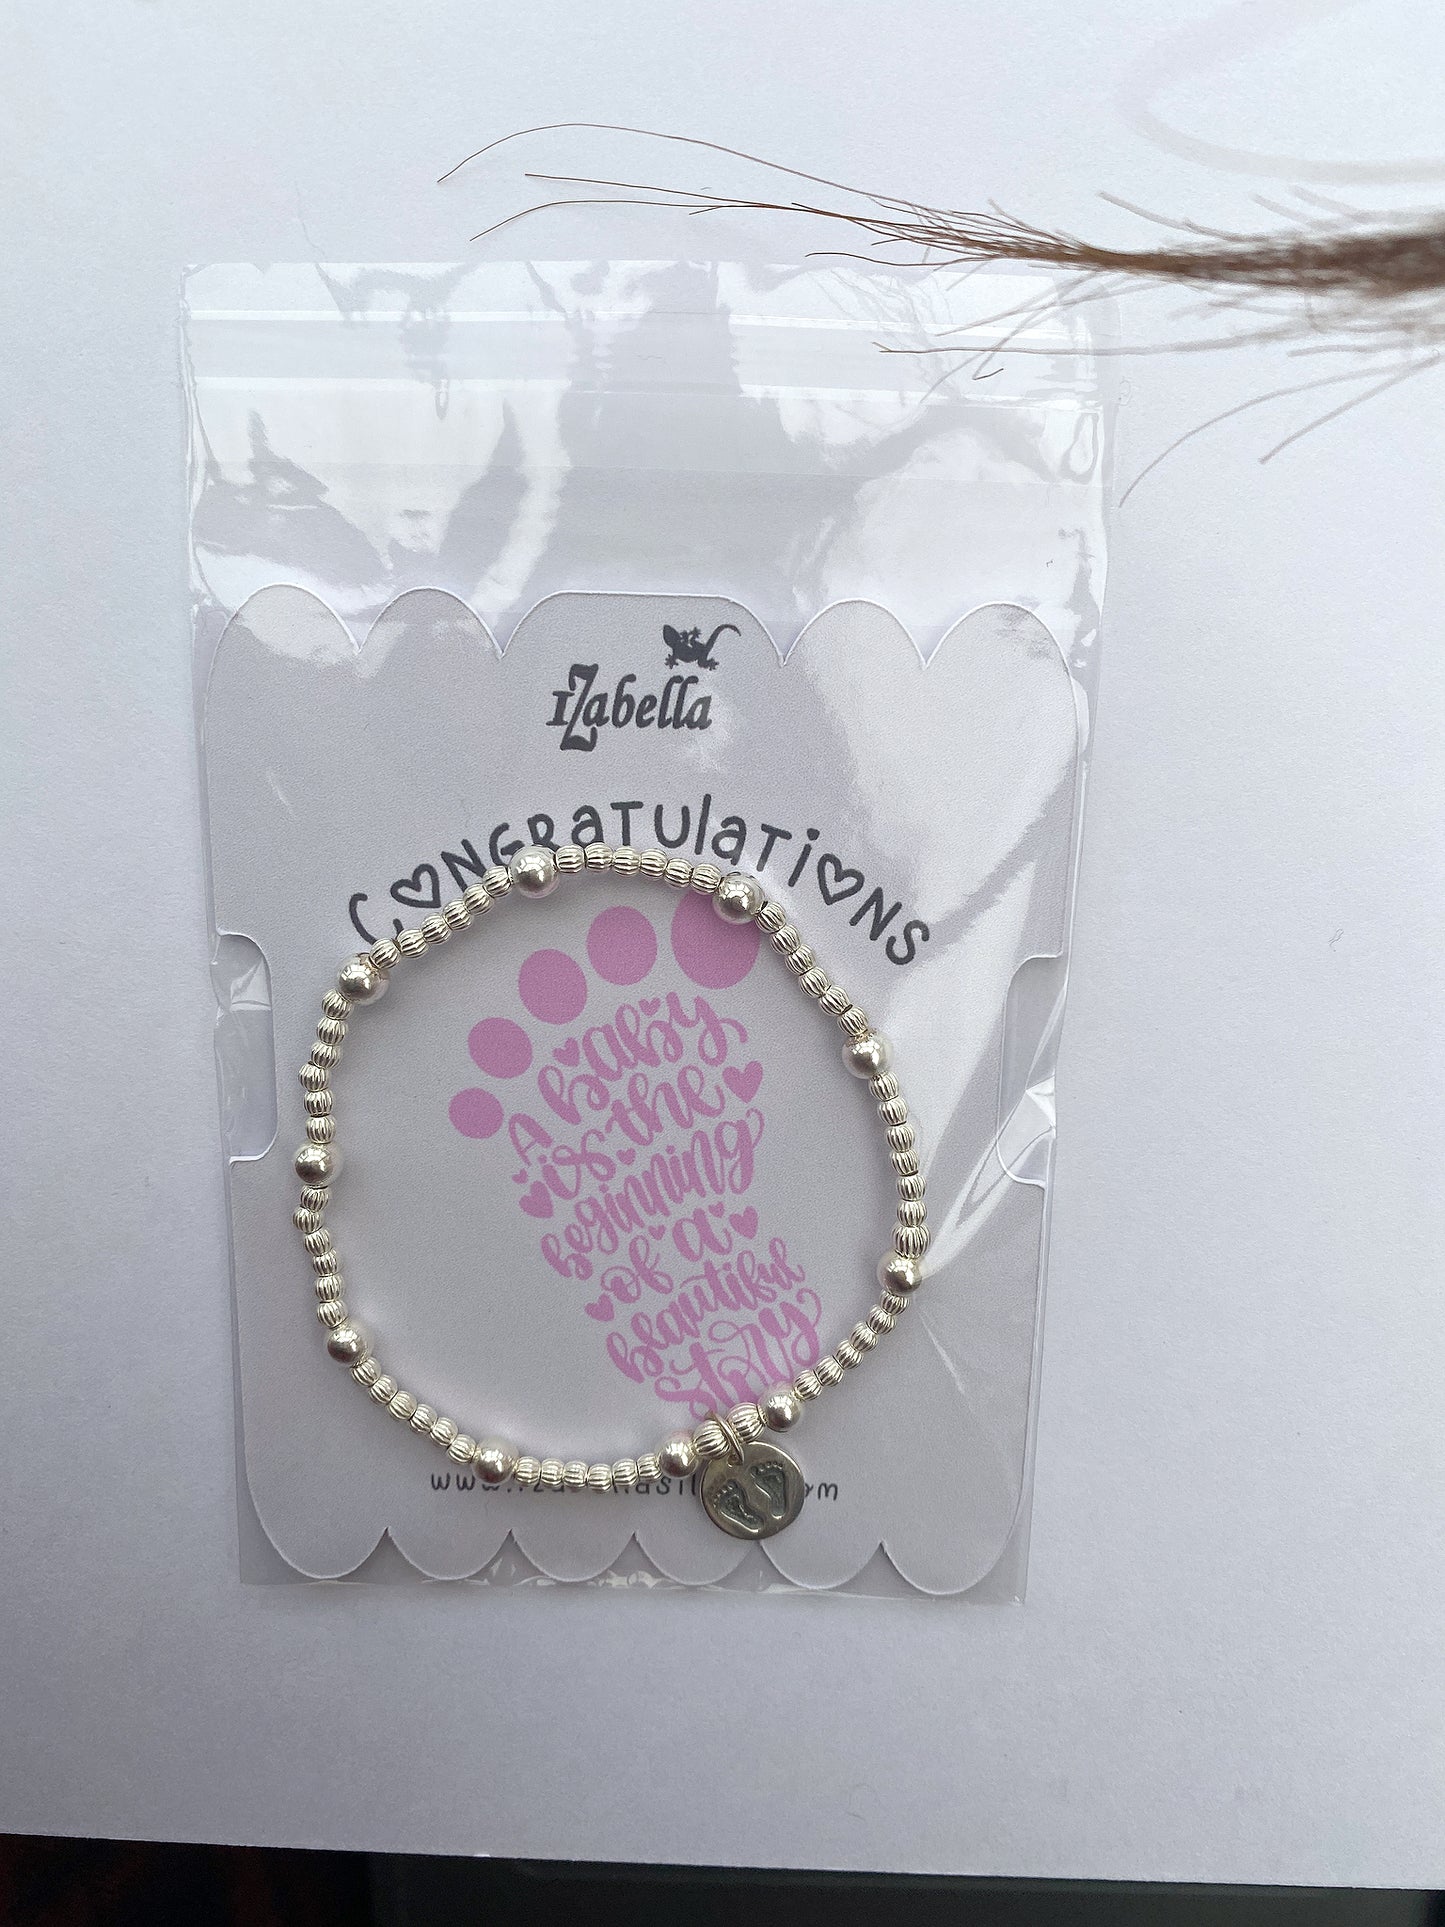 iZabella
CONGRATULATIONS
A baby
is the
beginning
of a
beautiful
story